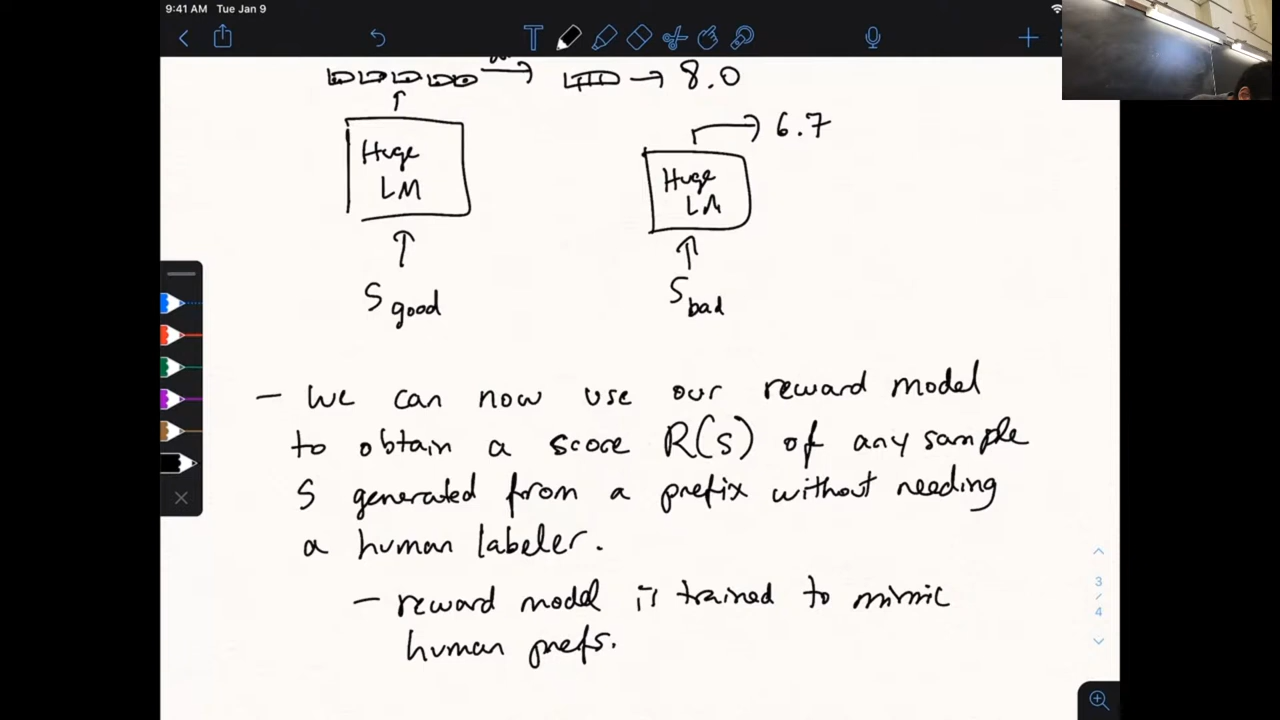 9:41 AM Tue Jan 9
T
→ 8.0
→ 6.7
Huge
LM
Huge
LM
S good
S bad
- We can now use our reward model
to obtain a score R(s) of any sample
S generated from a prefix without needing
a human labeler.
- reward model is trained to mimic
human prefs.
3
/
4